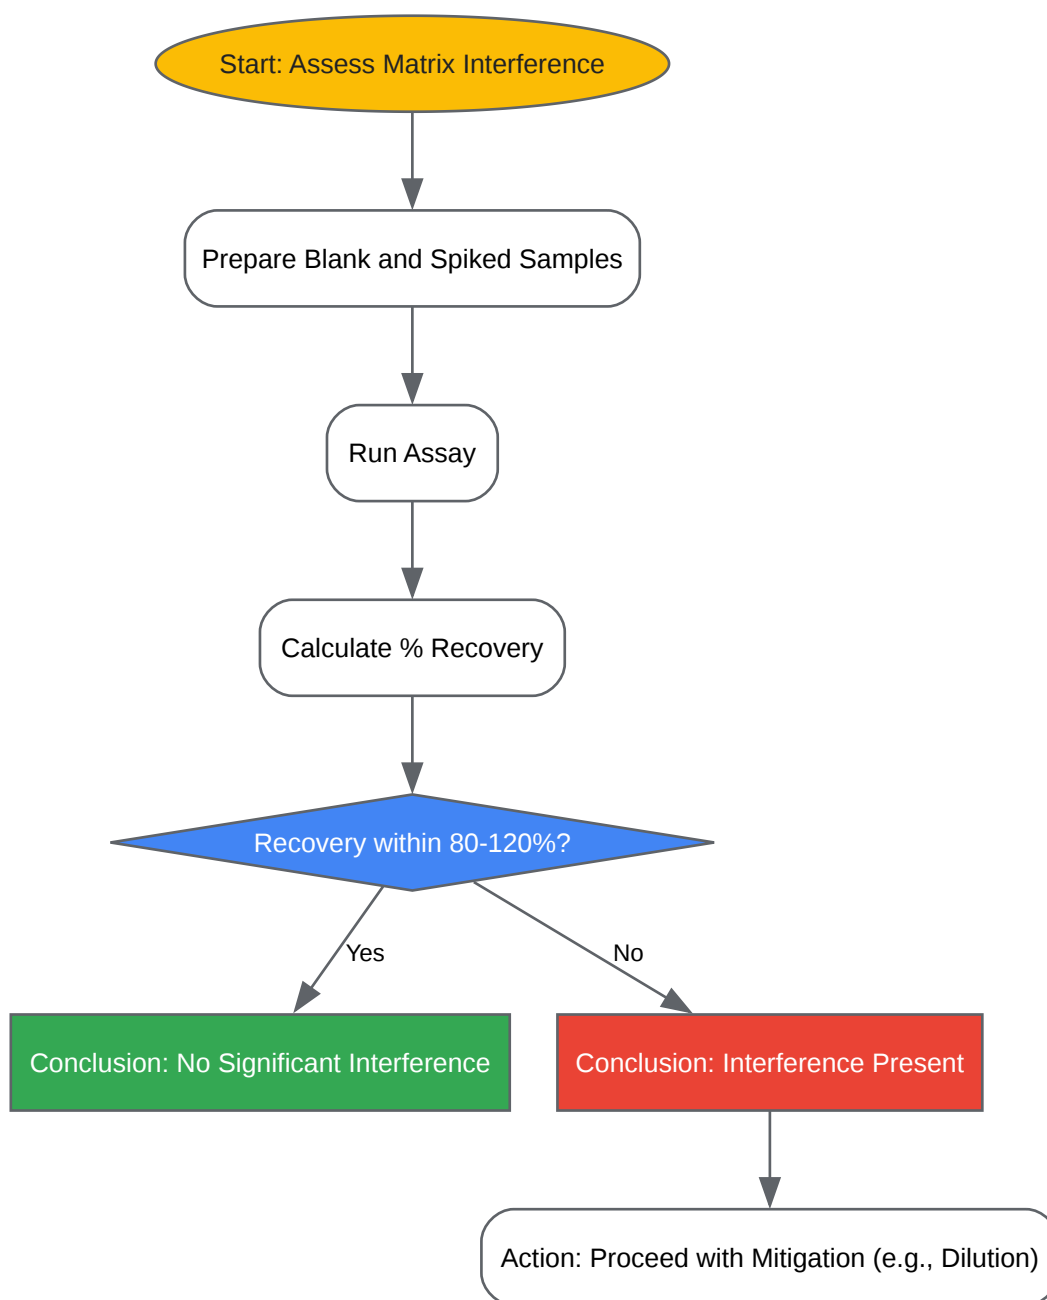 Start: Assess Matrix Interference
Prepare Blank and Spiked Samples
Run Assay
Calculate % Recovery
Recovery within 80-120%?
Yes
No
Conclusion: No Significant Interference
Conclusion: Interference Present
Action: Proceed with Mitigation (e.g., Dilution)